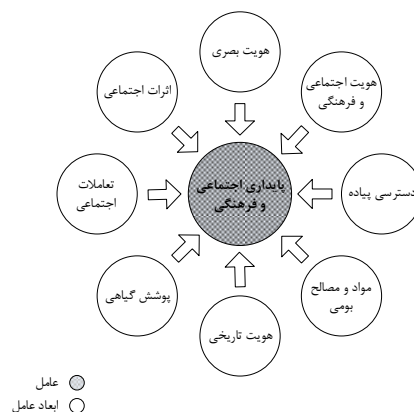 هویت بصری
هویت اجتماعی
و فرهنگی
دسترسی پیاده
مواد و مصالح
بومی
هویت تاریخی
پوشش گیاهی
تعاملات
اجتماعی
اثرات اجتماعی
پایداری اجتماعی
و فرهنگی
عامل
ابعاد عامل